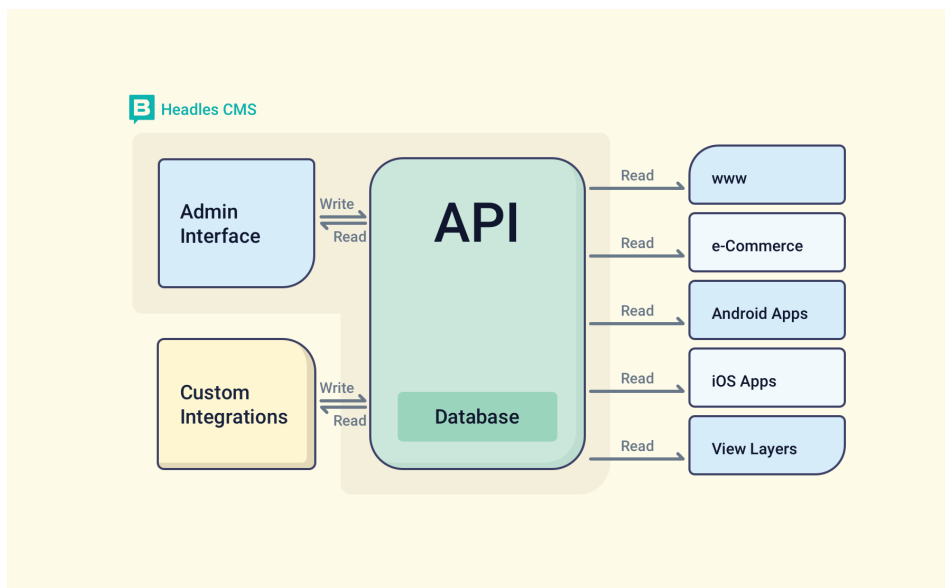 B Headles CMS
Admin
Interface
Write
Read
API
Database
Custom
Integrations
Write
Read
Read
www
Read
e-Commerce
Read
Android Apps
Read
iOS Apps
Read
View Layers